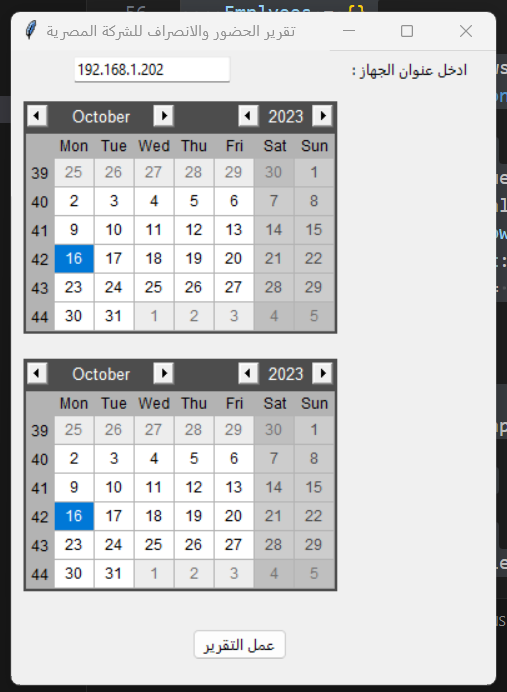 56 Emplyees = {}
تقرير الحضور والانصراف للشركة المصرية
ادخل عنوان الجهاز :
192.168.1.202
October 2023
Mon Tue Wed Thu Fri Sat Sun
39 25 26 27 28 29 30 1
40 2 3 4 5 6 7 8
41 9 10 11 12 13 14 15
42 16 17 18 19 20 21 22
43 23 24 25 26 27 28 29
44 30 31 1 2 3 4 5
October 2023
Mon Tue Wed Thu Fri Sat Sun
39 25 26 27 28 29 30 1
40 2 3 4 5 6 7 8
41 9 10 11 12 13 14 15
42 16 17 18 19 20 21 22
43 23 24 25 26 27 28 29
44 30 31 1 2 3 4 5
عمل التقرير